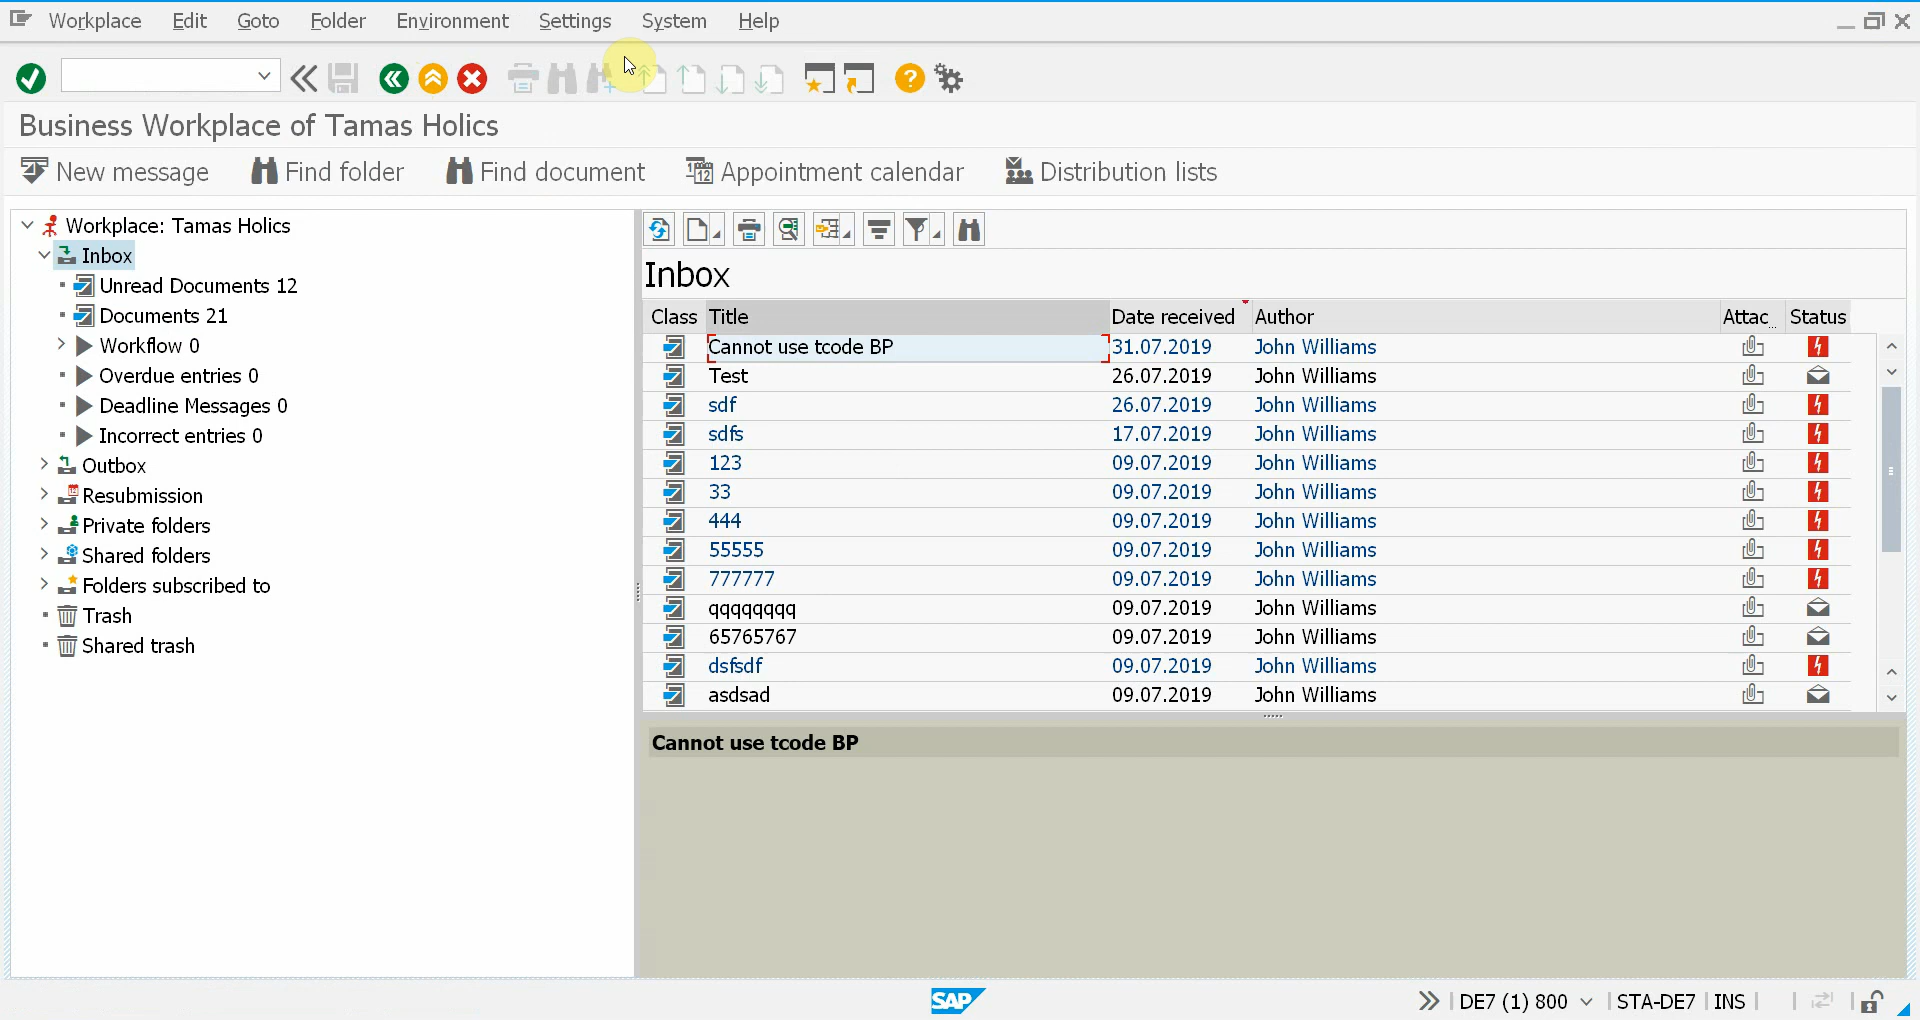 Workplace Edit Goto Folder Environment Settings System Help
Business Workplace of Tamas Holics
New message Find folder Find document Appointment calendar Distribution lists
Workplace: Tamas Holics
Inbox
Unread Documents 12
Documents 21
Workflow 0
Overdue entries 0
Deadline Messages 0
Incorrect entries 0
Outbox
Resubmission
Private folders
Shared folders
Folders subscribed to
Trash
Shared trash
Inbox
Class Title Date received Author Attac... Status
Cannot use tcode BP 31.07.2019 John Williams
Test 26.07.2019 John Williams
sdf 26.07.2019 John Williams
sdfs 17.07.2019 John Williams
123 09.07.2019 John Williams
33 09.07.2019 John Williams
444 09.07.2019 John Williams
55555 09.07.2019 John Williams
777777 09.07.2019 John Williams
qqqqqqqq 09.07.2019 John Williams
65765767 09.07.2019 John Williams
dsfsdf 09.07.2019 John Williams
asdsad 09.07.2019 John Williams
Cannot use tcode BP
SAP DE7 (1) 800 STA-DE7 INS